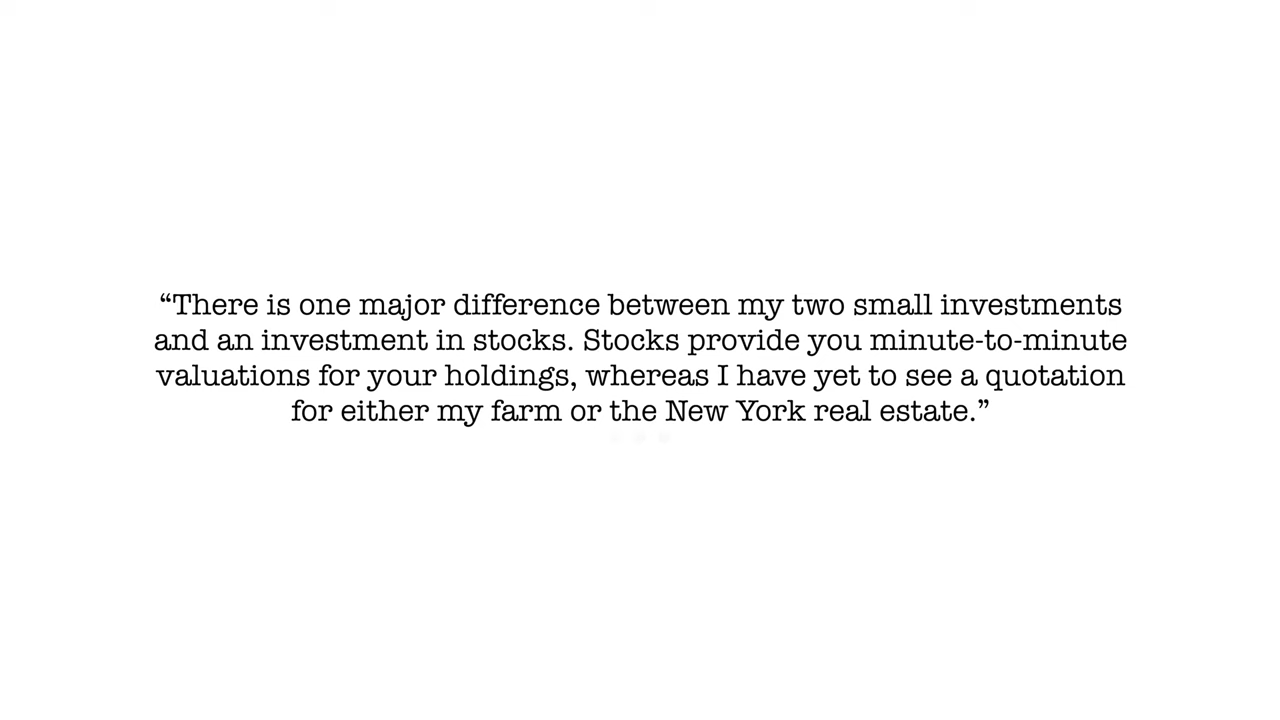 “There is one major difference between my two small investments
and an investment in stocks. Stocks provide you minute-to-minute
valuations for your holdings, whereas I have yet to see a quotation
for either my farm or the New York real estate.”